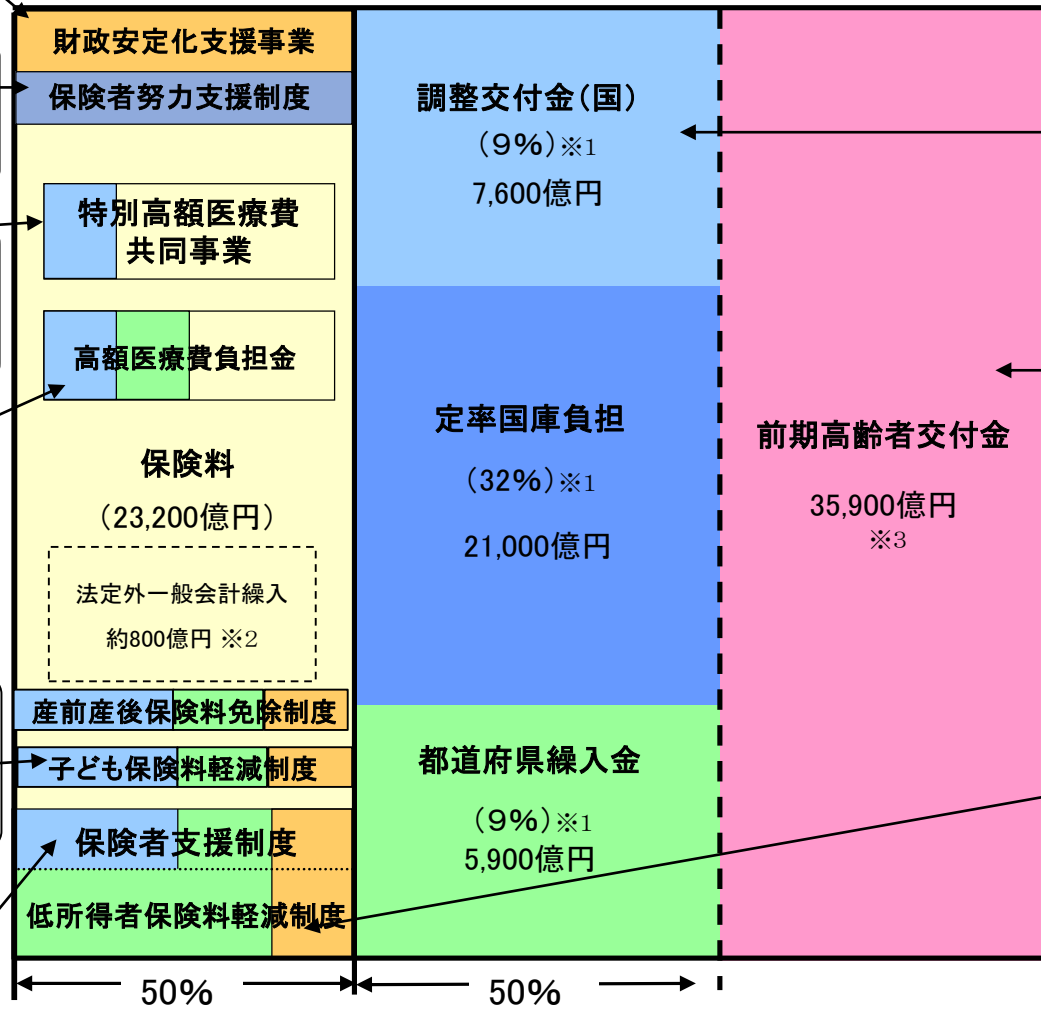 財政安定化支援事業
保険者努力支援制度
特別高額医療費
共同事業
高額医療費負担金
保険料
（23,200億円）
法定外一般会計繰入
約800億円 ※2
産前産後保険料免除制度
子ども保険料軽減制度
保険者支援制度
低所得者保険料軽減制度
50%
調整交付金（国）
（９%）※1
7,600億円
定率国庫負担
（32%）※1
21,000億円
都道府県繰入金
（９%）※1
5,900億円
50%
前期高齢者交付金
35,900億円
※3